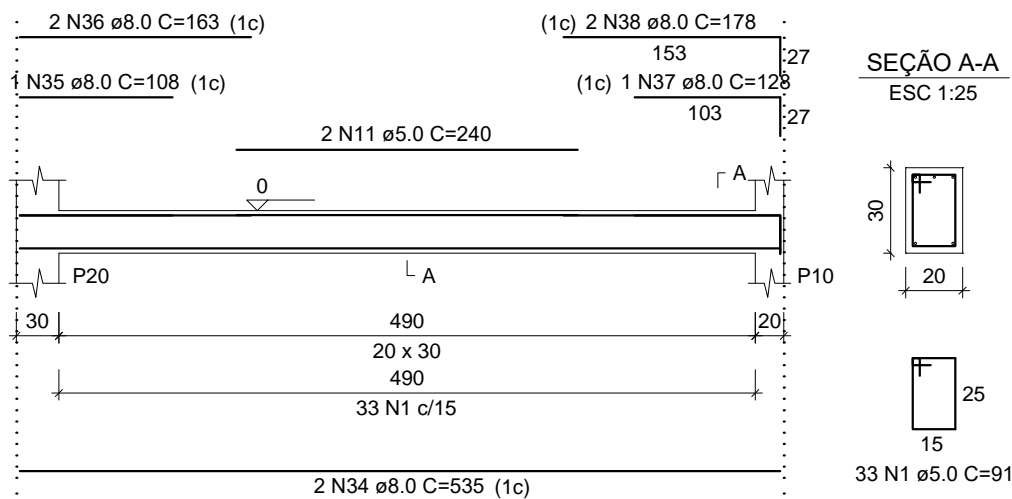 2 N36 ø8.0 C=163 (1c)
(1c) 2 N38 ø8.0 C=178
153
27
SEÇÃO A-A
ESC 1:25
1 N35 ø8.0 C=108 (1c)
(1c) 1 N37 ø8.0 C=128
103
27
2 N11 ø5.0 C=240
A
0
30
20
P20
A
P10
30
490
20
20 x 30
490
33 N1 c/15
25
15
33 N1 ø5.0 C=91
2 N34 ø8.0 C=535 (1c)